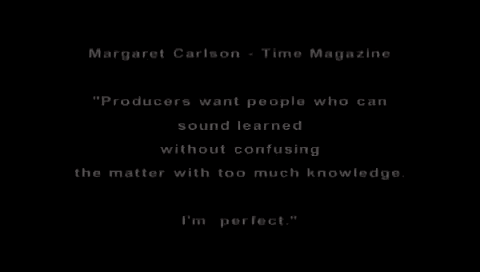 Margaret Carlson - Time Magazine
"Producers want people who can
sound learned
without confusing
the matter with too much knowledge.
I'm perfect."